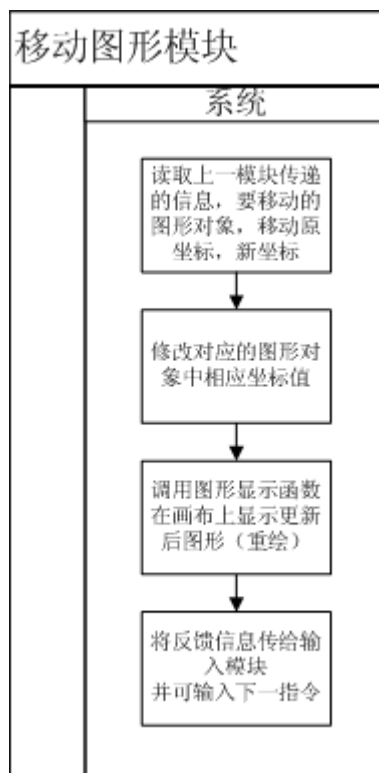 移动图形模块
系统
读取上一模块传递
的信息，要移动的
图形对象，移动原
坐标，新坐标
修改对应的图形对
象中相应坐标值
调用图形显示函数
在画布上显示更新
后图形（重绘）
将反馈信息传给输
入模块
并可输入下一指令